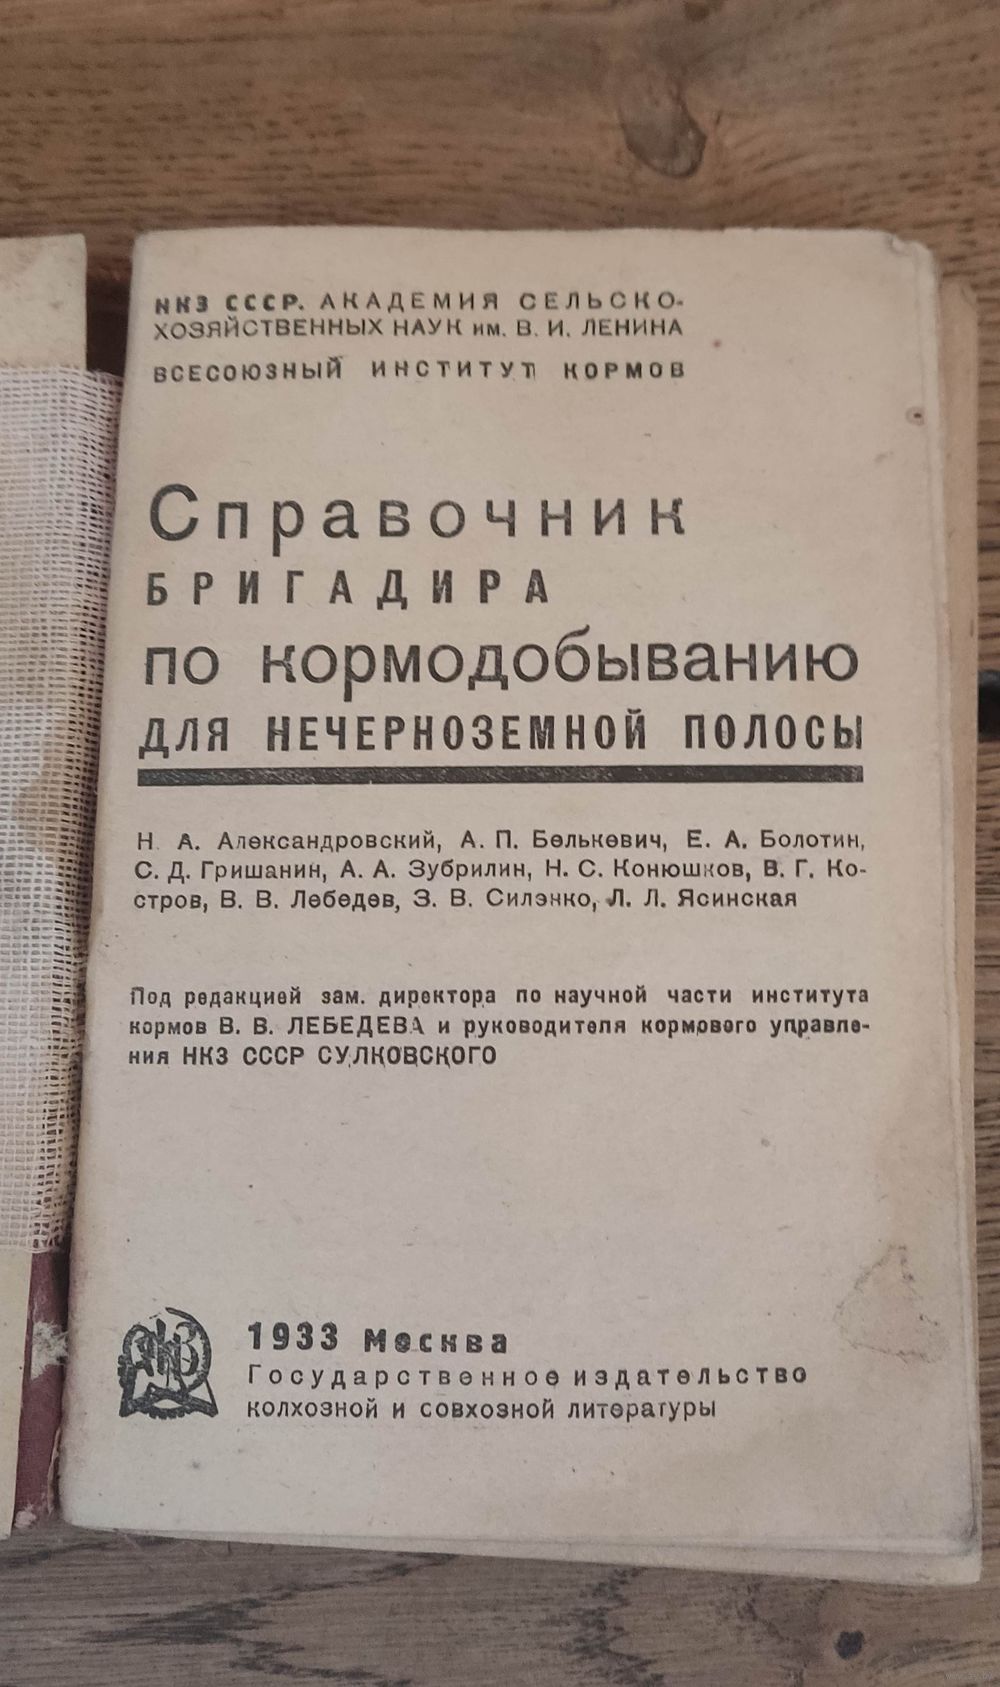 НКЗ СССР. АКАДЕМИЯ СЕЛЬСКО-
ХОЗЯЙСТВЕННЫХ НАУК им. В. И. ЛЕНИНА
ВСЕСОЮЗНЫЙ ИНСТИТУТ КОРМОВ
Справочник
БРИГАДИРА
по кормодобыванию
ДЛЯ НЕЧЕРНОЗЕМНОЙ ПОЛОСЫ
Н. А. Александровский, А. П. Белькевич, Е. А. Болотин,
С. Д. Гришанин, А. А. Зубрилин, Н. С. Конюшков, В. Г. Ко-
стров, В. В. Лебедев, З. В. Силэнко, Л. Л. Ясинская
Под редакцией зам. директора по научной части института
кормов В. В. ЛЕБЕДЕВА и руководителя кормового управле-
ния НКЗ СССР СУЛКОВСКОГО
1933 Москва
Государственное издательство
колхозной и совхозной литературы